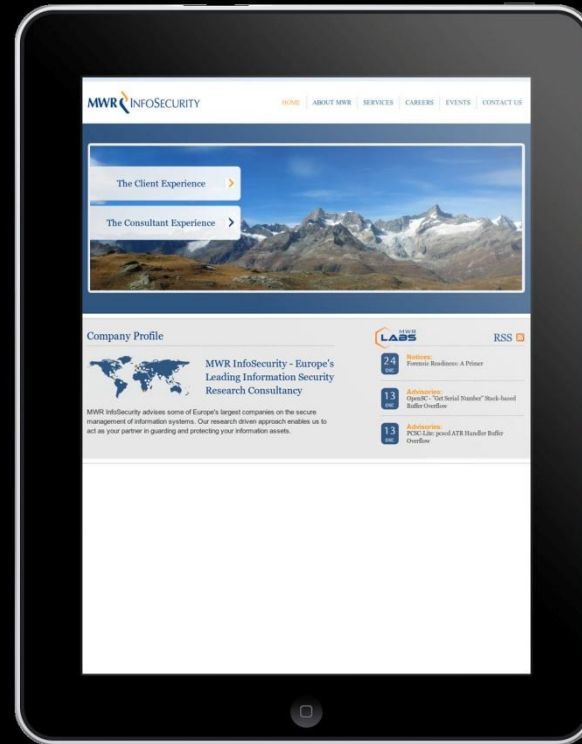 MWR INFOSECURITY
HOME ABOUT MWR SERVICES CAREERS EVENTS CONTACT US
The Client Experience
The Consultant Experience
Company Profile
MWR InfoSecurity - Europe's
Leading Information Security
Research Consultancy
MWR InfoSecurity advises some of Europe's largest companies on the secure
management of information systems. Our research driven approach enables us to
act as your partner in guarding and protecting your information assets.
MWR
LABS
RSS
24
DEC
Notices:
Forensic Readiness: A Primer
13
DEC
Advisories:
OpenSC - "Get Serial Number" Stack-based
Buffer Overflow
13
DEC
Advisories:
PCSC-Lite: pcscd ATR Handler Buffer
Overflow